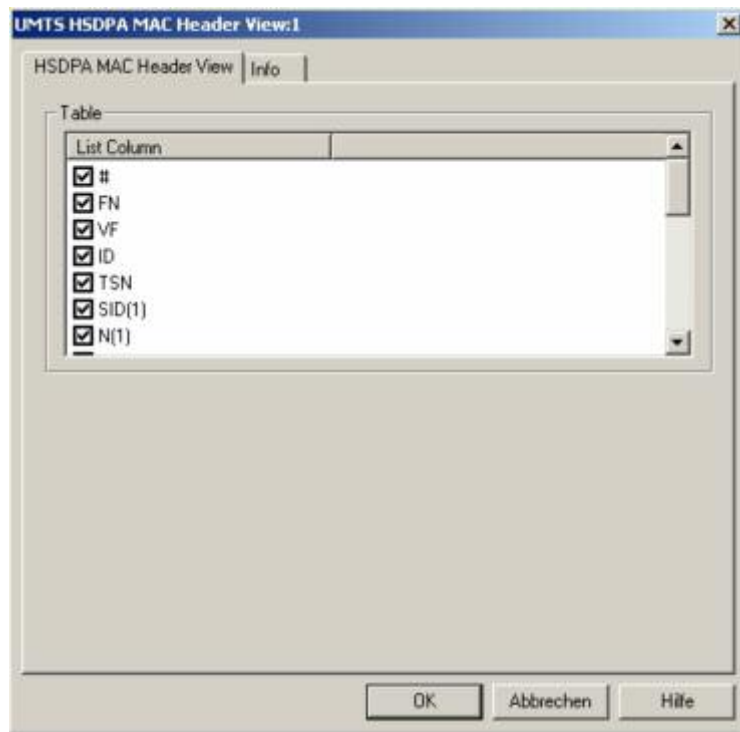 UMTS HSDPA MAC Header View:1
HSDPA MAC Header View Info
Table
List Column
#
FN
VF
ID
TSN
SID(1)
N(1)
OK Abbrechen Hilfe